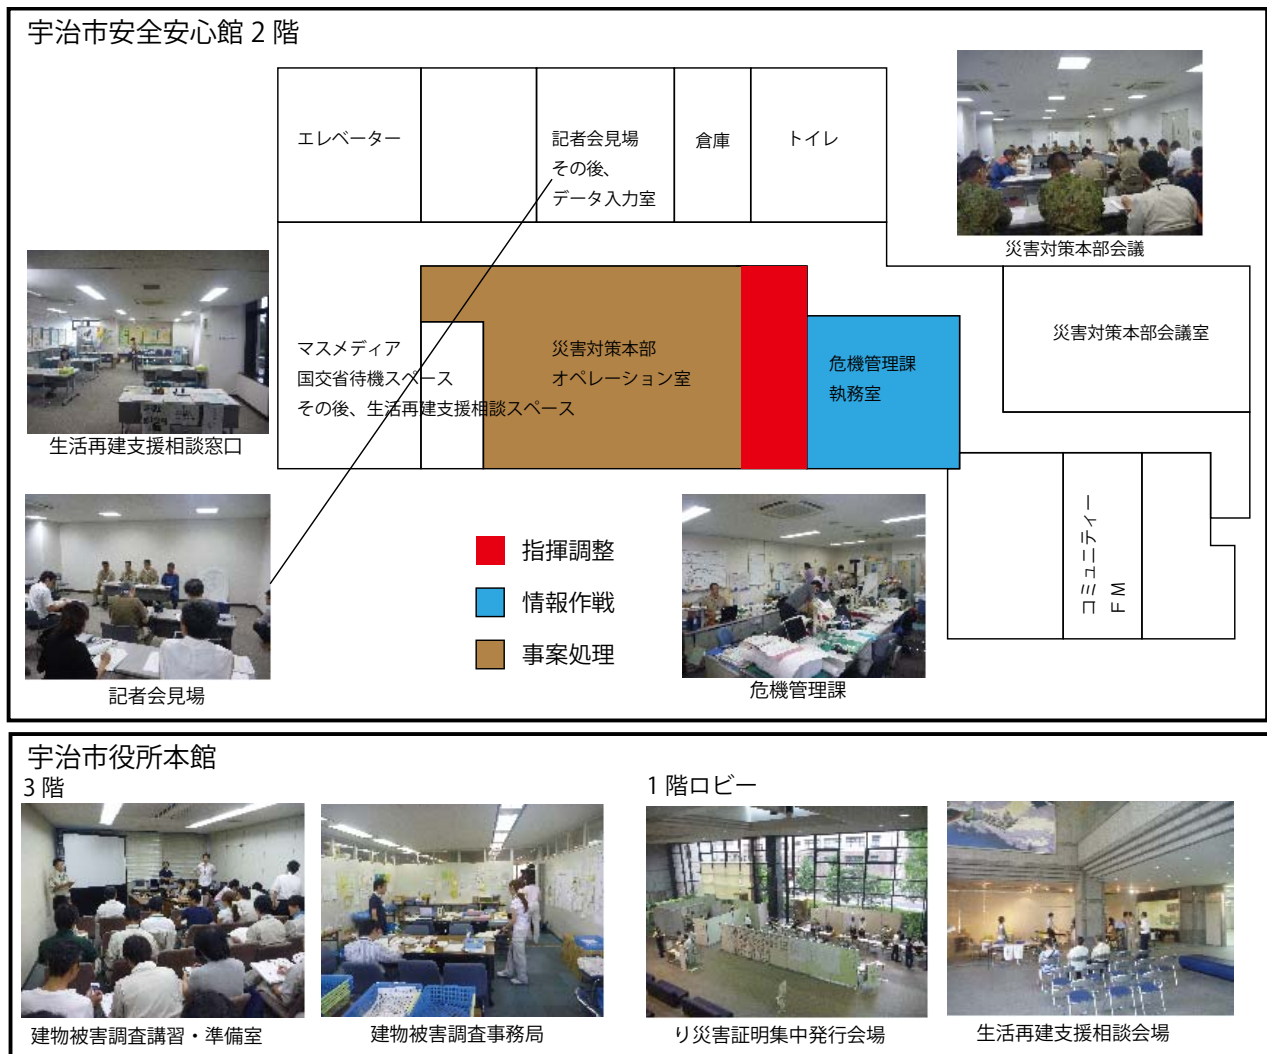 宇治市安全安心館 2 階
エレベーター
記者会見場
その後、
データ入力室
倉庫
トイレ
災害対策本部会議
災害対策本部会議室
マスメディア
国交省待機スペース
その後、生活再建支援相談スペース
災害対策本部
オペレーション室
危機管理課
執務室
生活再建支援相談窓口
コミュニティー
FM
指揮調整
情報作戦
事案処理
記者会見場
危機管理課
宇治市役所本館
3 階
1 階ロビー
建物被害調査講習・準備室
建物被害調査事務局
り災害証明集中発行会場
生活再建支援相談会場